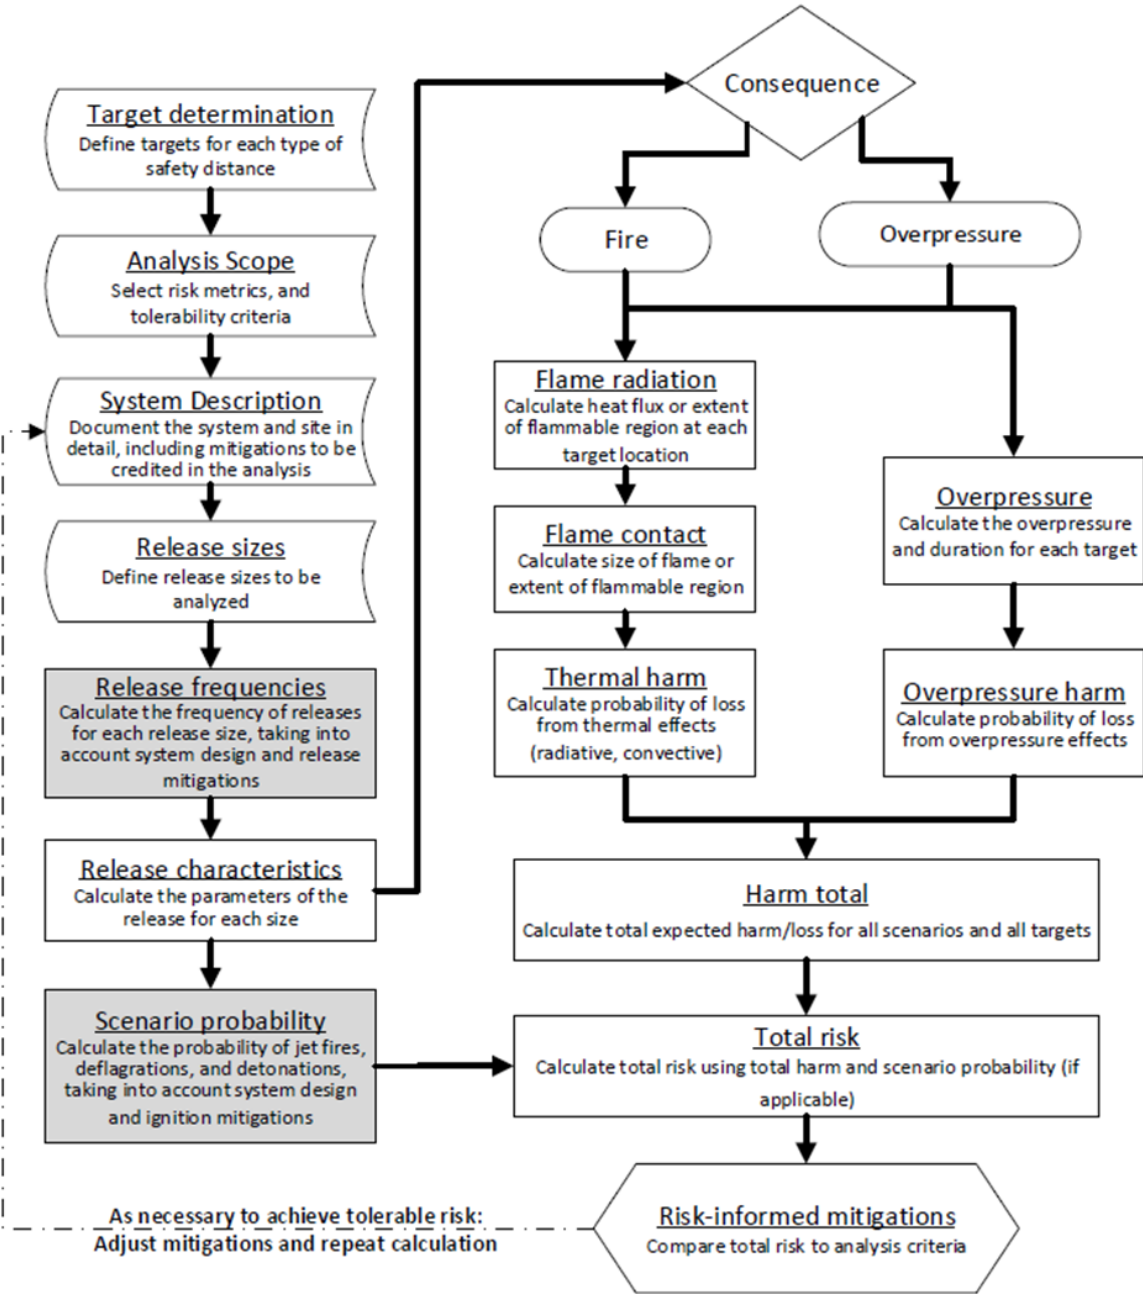 Target determination
Define targets for each type of
safety distance
Analysis Scope
Select risk metrics, and
tolerability criteria
System Description
Document the system and site in
detail, including mitigations to be
credited in the analysis
Release sizes
Define release sizes to be
analyzed
Release frequencies
Calculate the frequency of releases
for each release size, taking into
account system design and release
mitigations
Release characteristics
Calculate the parameters of the
release for each size
Scenario probability
Calculate the probability of jet fires,
deflagrations, and detonations,
taking into account system design
and ignition mitigations
Consequence
Fire
Overpressure
Flame radiation
Calculate heat flux or extent
of flammable region at each
target location
Flame contact
Calculate size of flame or
extent of flammable region
Thermal harm
Calculate probability of loss
from thermal effects
(radiative, convective)
Overpressure
Calculate the overpressure
and duration for each target
Overpressure harm
Calculate probability of loss
from overpressure effects
Harm total
Calculate total expected harm/loss for all scenarios and all targets
Total risk
Calculate total risk using total harm and scenario probability (if
applicable)
Risk-informed mitigations
Compare total risk to analysis criteria
As necessary to achieve tolerable risk:
Adjust mitigations and repeat calculation